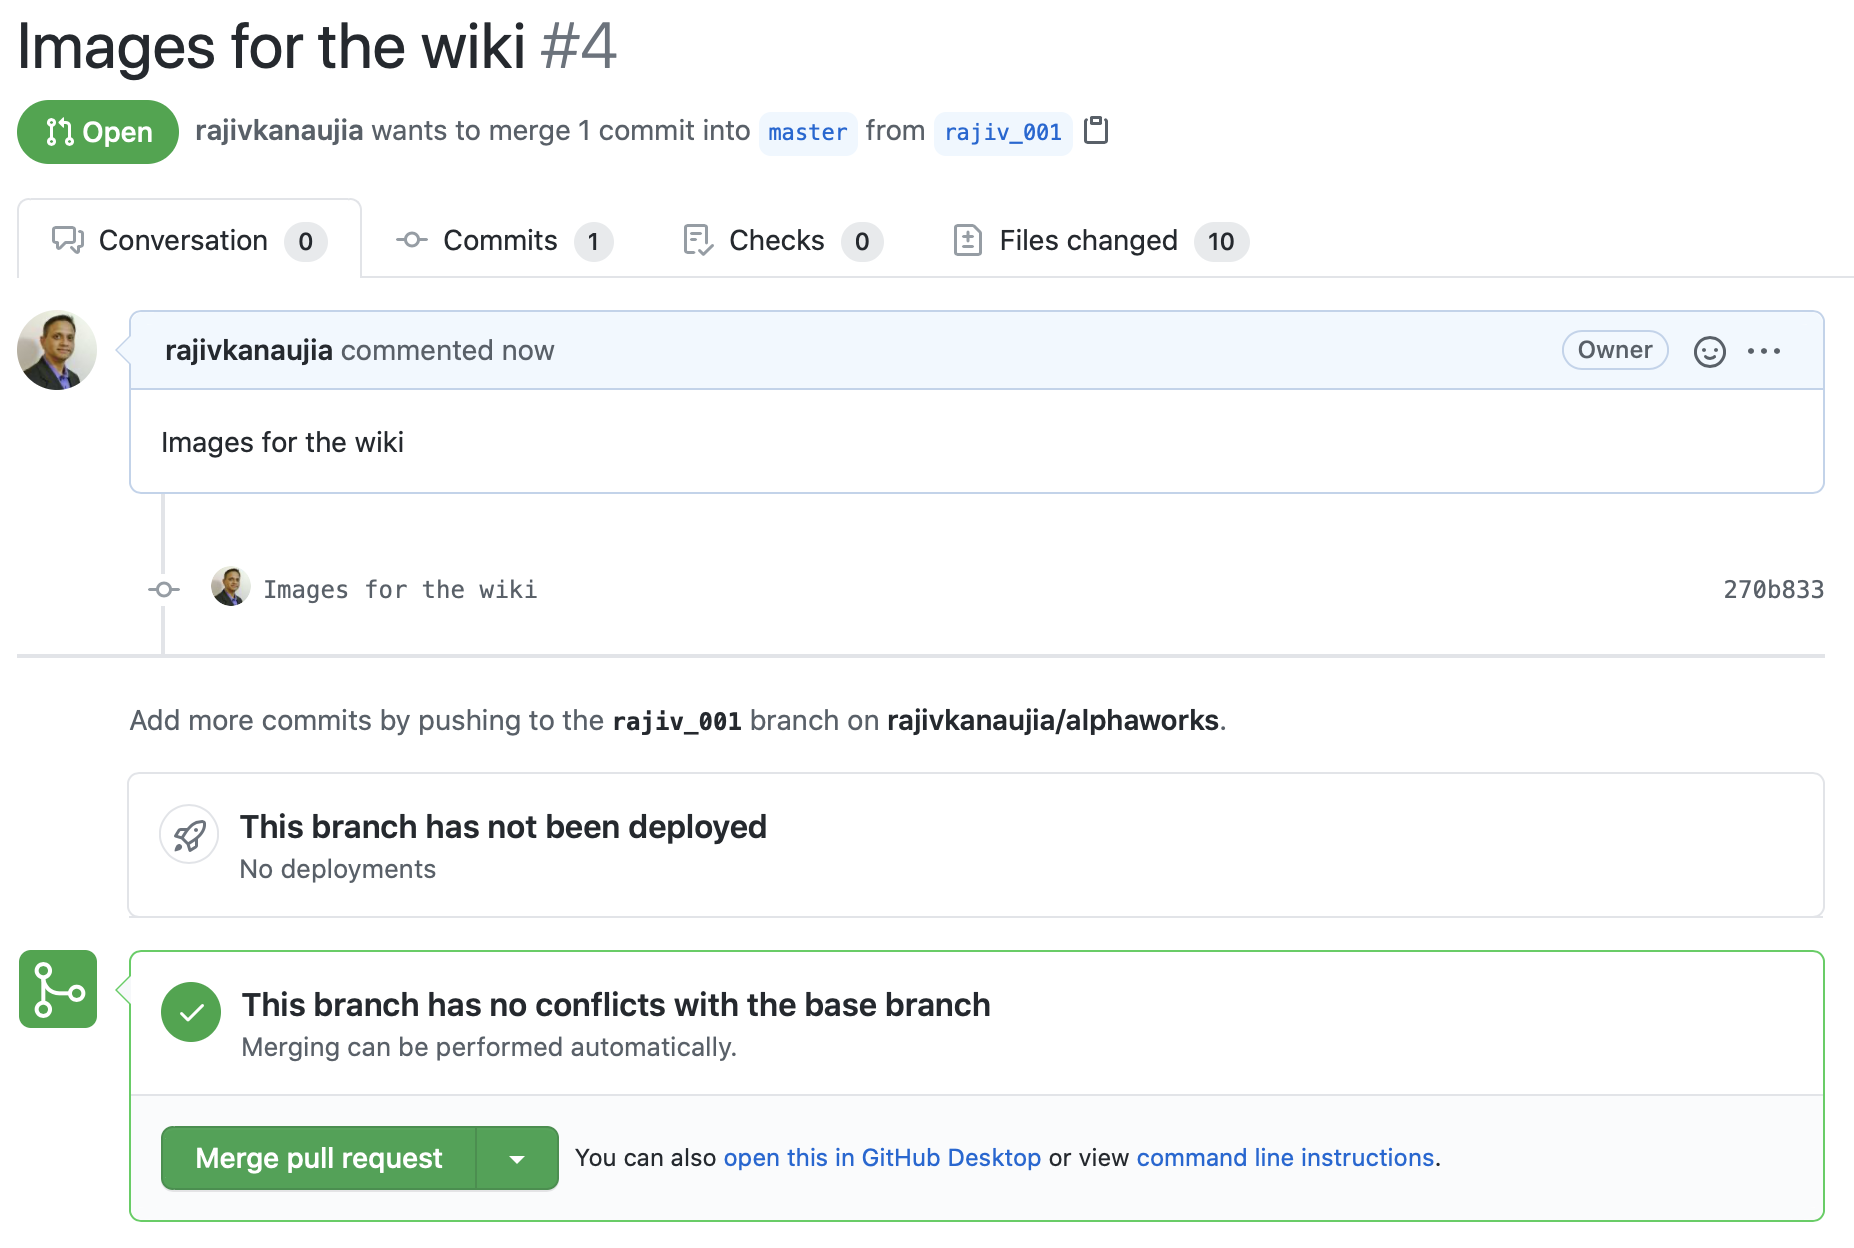 Images for the wiki #4
Open rajivkanaujia wants to merge 1 commit into master from rajiv_001
Conversation 0 Commits 1 Checks 0 Files changed 10
rajivkanaujia commented now Owner
Images for the wiki
Images for the wiki 270b833
Add more commits by pushing to the rajiv_001 branch on rajivkanaujia/alphaworks.
This branch has not been deployed
No deployments
This branch has no conflicts with the base branch
Merging can be performed automatically.
Merge pull request You can also open this in GitHub Desktop or view command line instructions.